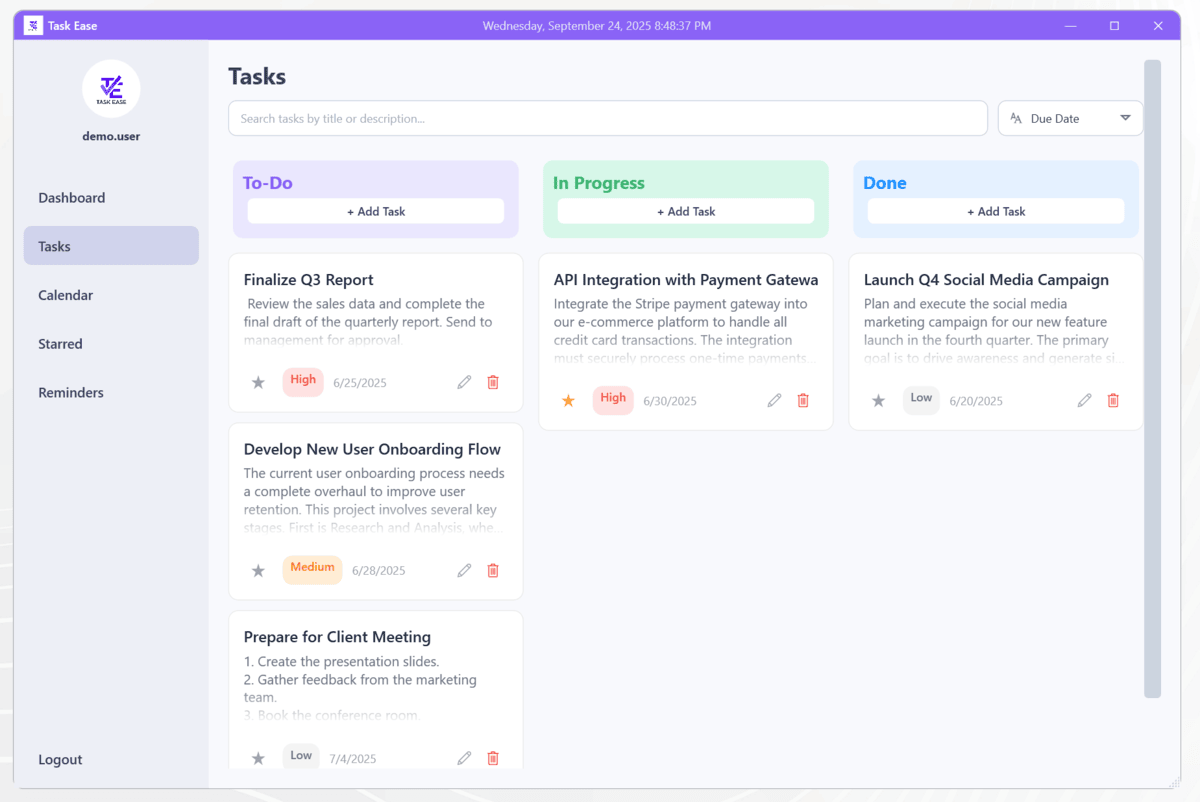 Task Ease
Wednesday, September 24, 2025 8:48:37 PM
TASK EASE
demo.user
Dashboard
Tasks
Calendar
Starred
Reminders
Logout
Tasks
Search tasks by title or description...
Due Date
To-Do
+ Add Task
Finalize Q3 Report
Review the sales data and complete the
final draft of the quarterly report. Send to
management for approval.
High
6/25/2025
Develop New User Onboarding Flow
The current user onboarding process needs
a complete overhaul to improve user
retention. This project involves several key
stages. First is Research and Analysis, whe...
Medium
6/28/2025
Prepare for Client Meeting
1. Create the presentation slides.
2. Gather feedback from the marketing
team.
3. Book the conference room.
Low
7/4/2025
In Progress
+ Add Task
API Integration with Payment Gatewa
Integrate the Stripe payment gateway into
our e-commerce platform to handle all
credit card transactions. The integration
must securely process one-time payments...
High
6/30/2025
Done
+ Add Task
Launch Q4 Social Media Campaign
Plan and execute the social media
marketing campaign for our new feature
launch in the fourth quarter. The primary
goal is to drive awareness and generate si...
Low
6/20/2025